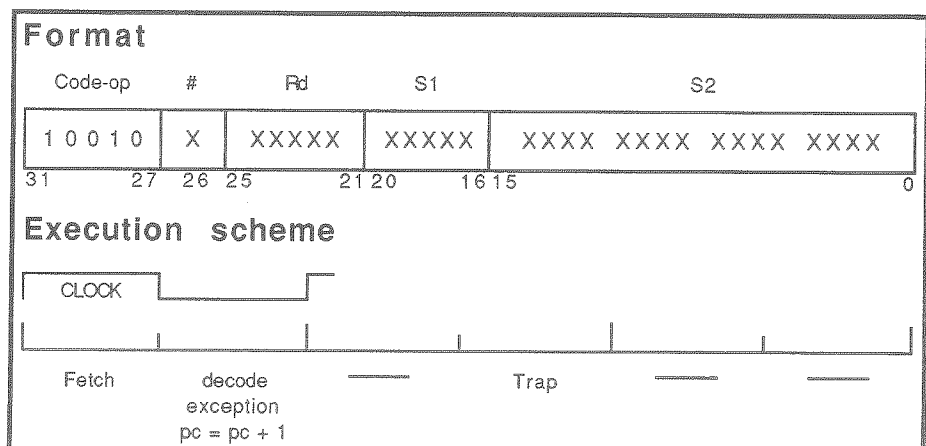 Format
Code-op # Rd S1 S2
1 0 0 1 0 X XXXXX XXXXX XXXX XXXX XXXX XXXX
31 27 26 25 21 20 16 15 0
Execution scheme
CLOCK
Fetch decode Trap
exception
pc = pc + 1